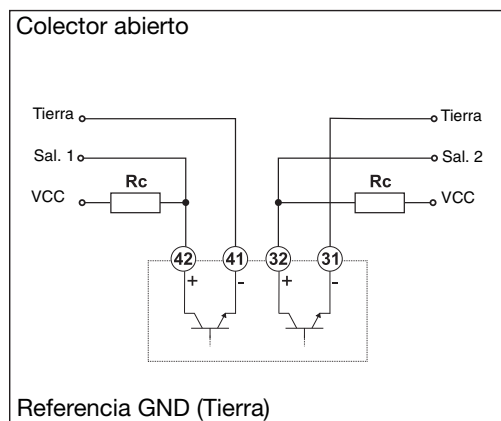 Colector abierto
Tierra Tierra
Sal. 1 Sal. 2
VCC Rc Rc VCC
42 41 32 31
+ - + -
Referencia GND (Tierra)